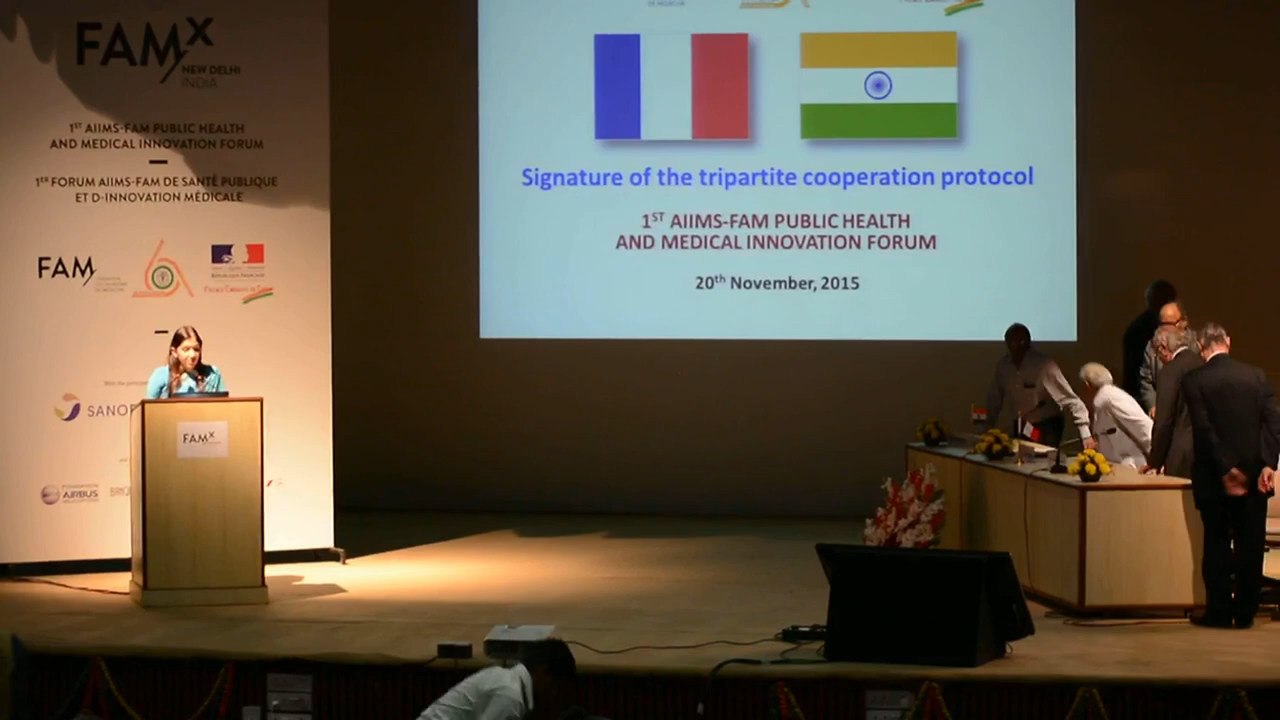 FAMx
NEW DELHI
INDIA
1ST AIIMS-FAM PUBLIC HEALTH
AND MEDICAL INNOVATION FORUM
1ER FORUM AIIMS-FAM DE SANTÉ PUBLIQUE
ET D-INNOVATION MÉDICALE
FAM
SANOF
AIRBUS
FAMx
Signature of the tripartite cooperation protocol
1ST AIIMS-FAM PUBLIC HEALTH
AND MEDICAL INNOVATION FORUM
20th November, 2015